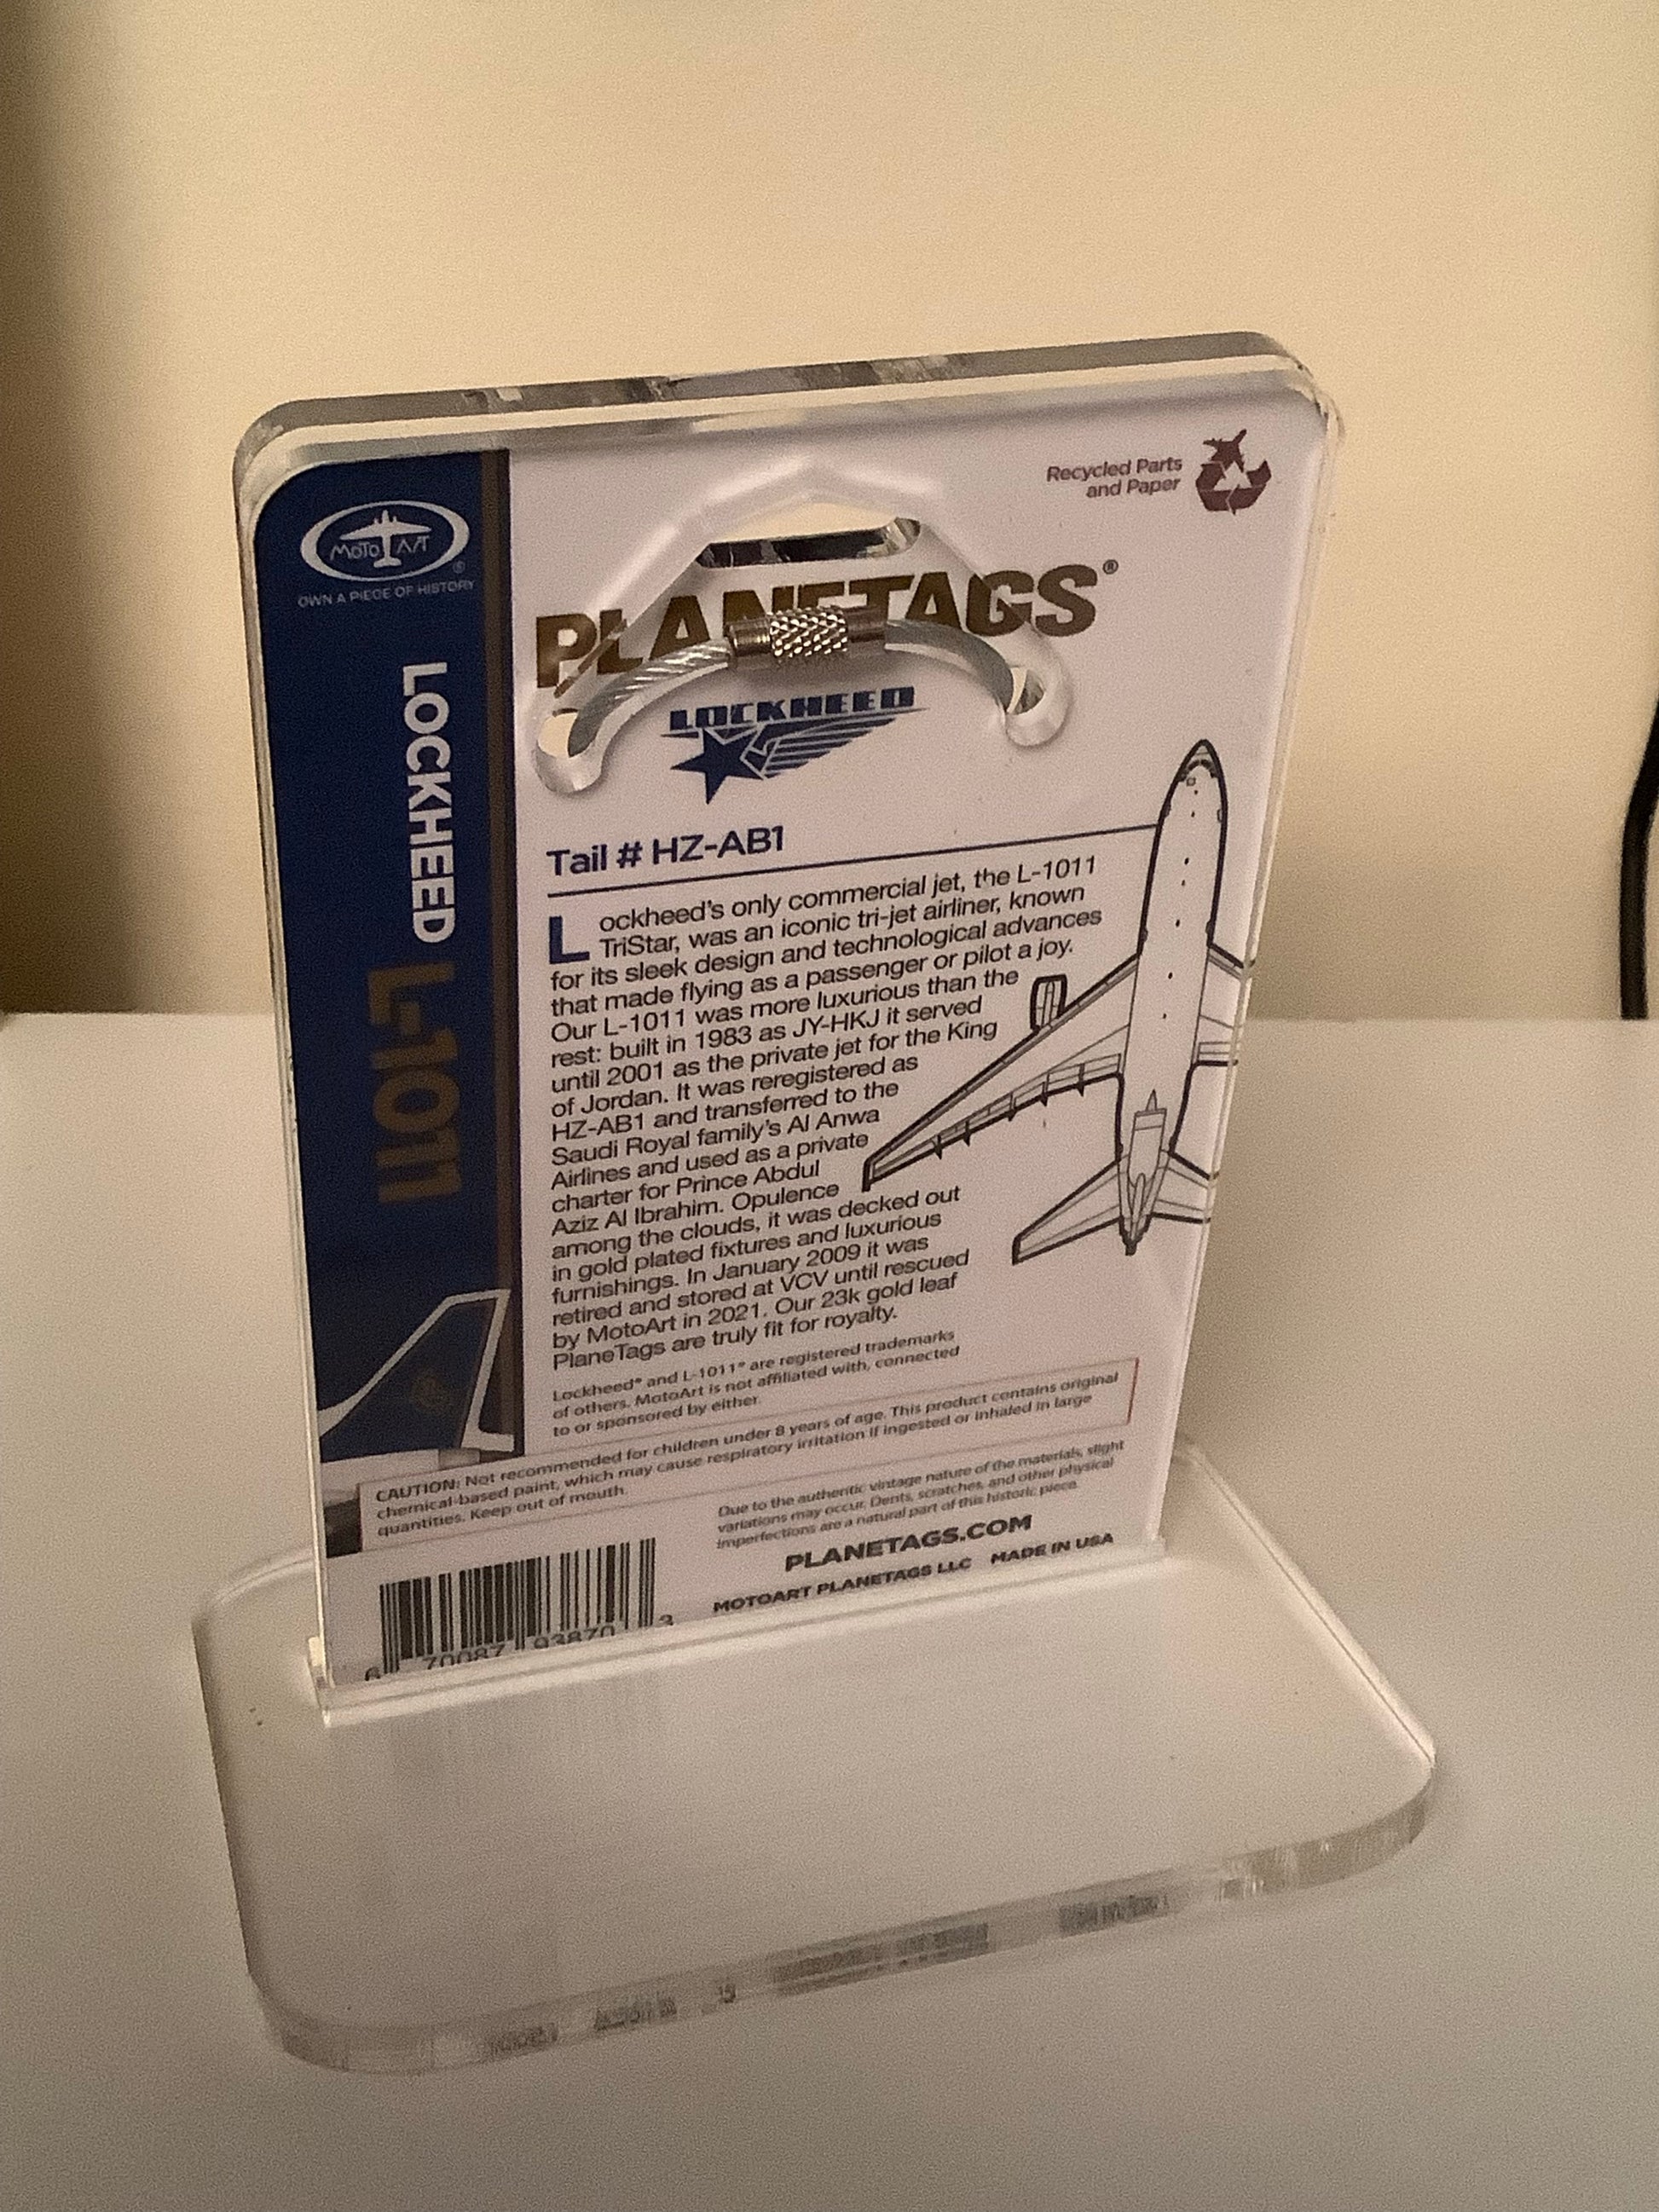 MOTO ART
®
OWN A PIECE OF HISTORY
LOCKHEED L-1011
Recycled Parts
and Paper
PLANETAGS®
LOCKHEED
Tail # HZ-AB1
Lockheed's only commercial jet, the L-1011
TriStar, was an iconic tri-jet airliner, known
for its sleek design and technological advances
that made flying as a passenger or pilot a joy.
Our L-1011 was more luxurious than the
rest: built in 1983 as JY-HKJ it served
until 2001 as the private jet for the King
of Jordan. It was reregistered as
HZ-AB1 and transferred to the
Saudi Royal family's Al Anwa
Airlines and used as a private
charter for Prince Abdul
Aziz Al Ibrahim. Opulence
among the clouds, it was decked out
in gold plated fixtures and luxurious
furnishings. In January 2009 it was
retired and stored at VCV until rescued
by MotoArt in 2021. Our 23k gold leaf
PlaneTags are truly fit for royalty.
Lockheed® and L-1011® are registered trademarks
of others. MotoArt is not affiliated with, connected
to or sponsored by either.
CAUTION: Not recommended for children under 8 years of age. This product contains original
chemical-based paint, which may cause respiratory irritation if ingested or inhaled in large
quantities. Keep out of mouth.
Due to the authentic vintage nature of the materials, slight
variations may occur. Dents, scratches, and other physical
imperfections are a natural part of this historic piece.
PLANETAGS.COM
MOTOART PLANETAGS LLC MADE IN USA
6 70087 93870 3